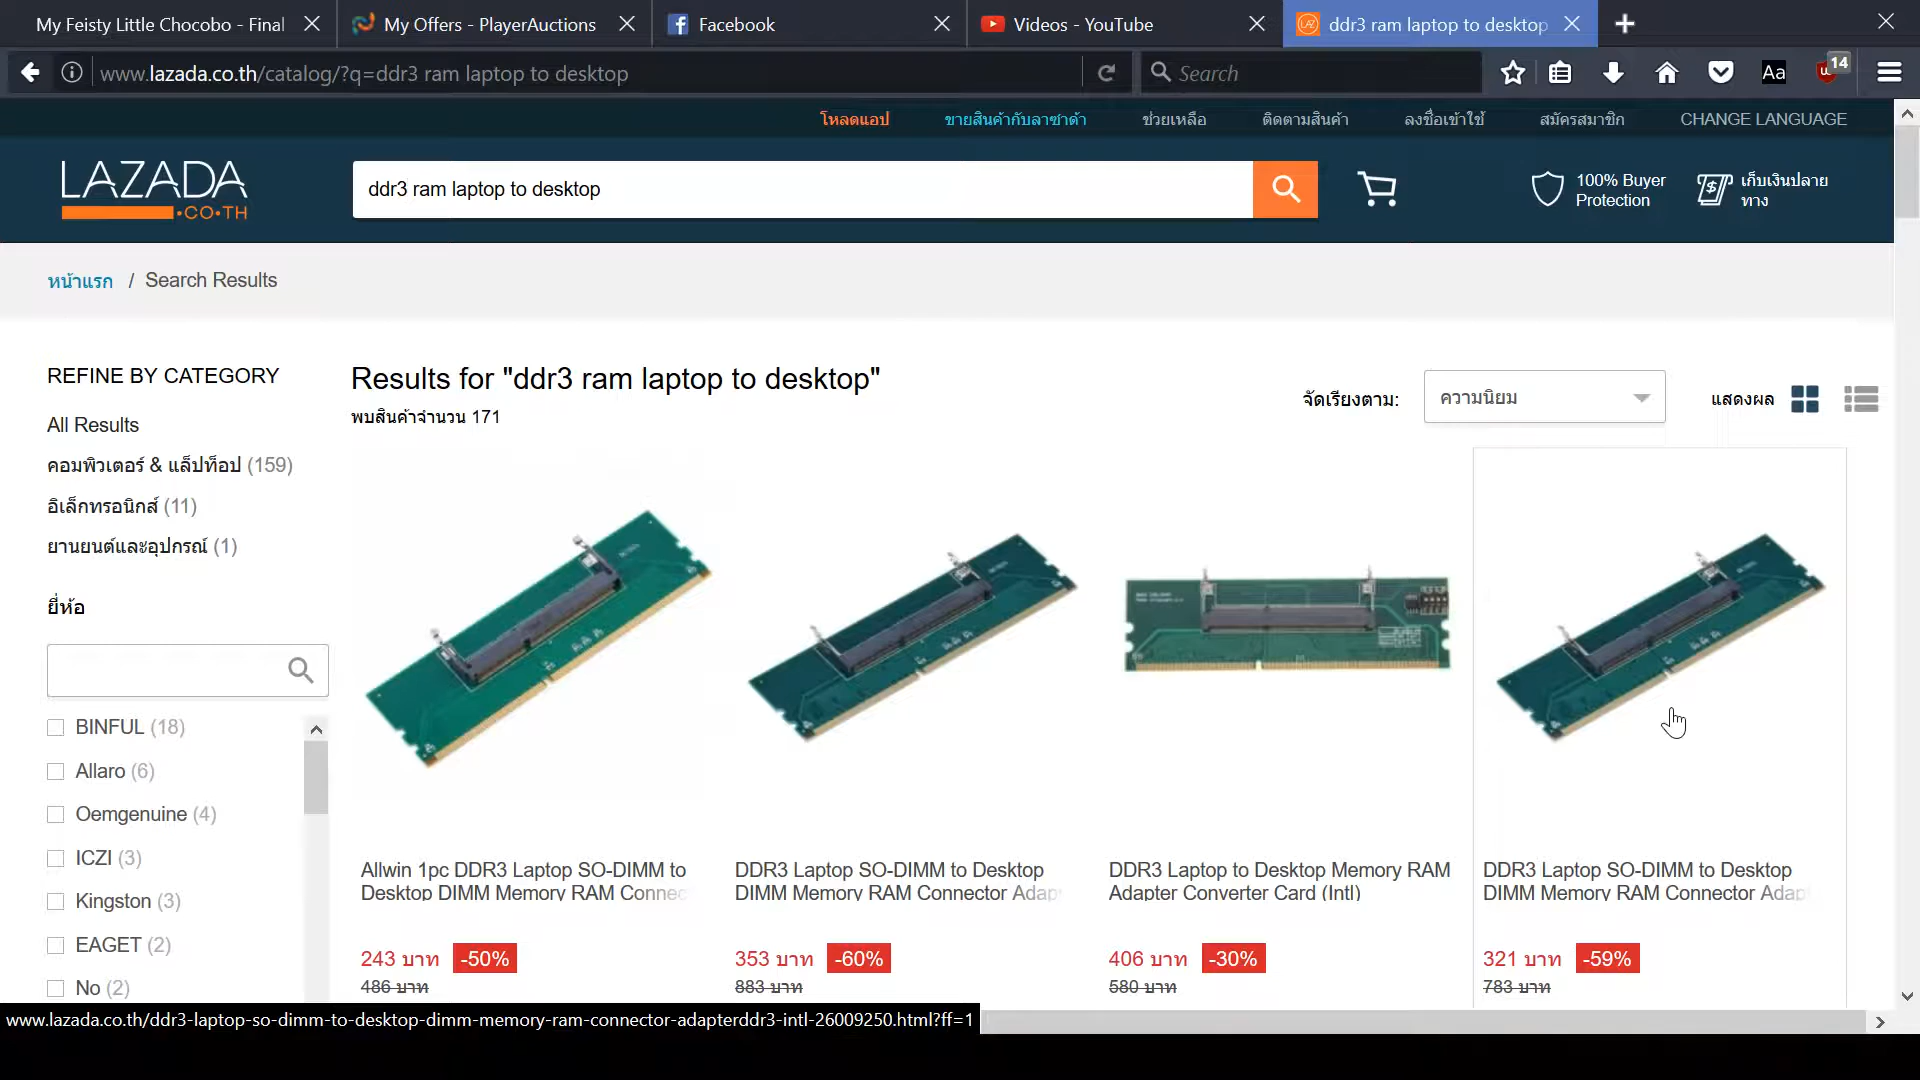 My Feisty Little Chocobo - Final
My Offers - PlayerAuctions
Facebook
Videos - YouTube
ddr3 ram laptop to desktop
www.lazada.co.th/catalog/?q=ddr3 ram laptop to desktop
Search
Aa
14
โหลดแอป
ขายสินค้ากับลาซาด้า
ช่วยเหลือ
ติดตามสินค้า
ลงชื่อเข้าใช้
สมัครสมาชิก
CHANGE LANGUAGE
LAZADA
.CO.TH
ddr3 ram laptop to desktop
100% Buyer
Protection
เก็บเงินปลาย
ทาง
หน้าแรก / Search Results
REFINE BY CATEGORY
All Results
คอมพิวเตอร์ & แล็ปท็อป (159)
อิเล็กทรอนิกส์ (11)
ยานยนต์และอุปกรณ์ (1)
ยี่ห้อ
BINFUL (18)
Allaro (6)
Oemgenuine (4)
ICZI (3)
Kingston (3)
EAGET (2)
No (2)
Results for "ddr3 ram laptop to desktop"
พบสินค้าจำนวน 171
จัดเรียงตาม:
ความนิยม
แสดงผล
Allwin 1pc DDR3 Laptop SO-DIMM to
Desktop DIMM Memory RAM Connec
243 บาท -50%
486 บาท
DDR3 Laptop SO-DIMM to Desktop
DIMM Memory RAM Connector Adap
353 บาท -60%
883 บาท
DDR3 Laptop to Desktop Memory RAM
Adapter Converter Card (Intl)
406 บาท -30%
580 บาท
DDR3 Laptop SO-DIMM to Desktop
DIMM Memory RAM Connector Adap
321 บาท -59%
783 บาท
www.lazada.co.th/ddr3-laptop-so-dimm-to-desktop-dimm-memory-ram-connector-adapterddr3-intl-26009250.html?ff=1